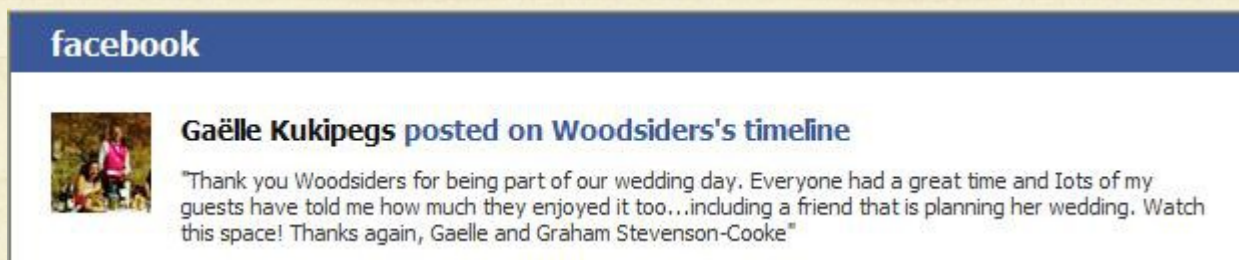 facebook
Gaëlle Kukipegs posted on Woodsiders's timeline
"Thank you Woodsiders for being part of our wedding day. Everyone had a great time and Iots of my
guests have told me how much they enjoyed it too...including a friend that is planning her wedding. Watch
this space! Thanks again, Gaelle and Graham Stevenson-Cooke"